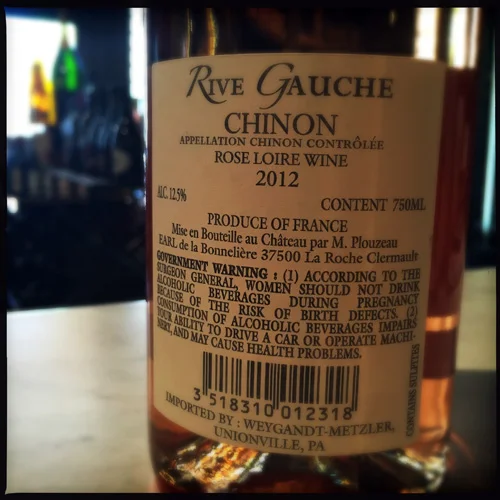 RIVE GAUCHE
CHINON
APPELLATION CHINON CONTRÔLÉE
ROSE LOIRE WINE
2012
ALC. 12.5%
CONTENT 750ML
PRODUCE OF FRANCE
Mise en Bouteille au Château par M. Plouzeau
EARL de la Bonnelière 37500 La Roche Clermault
GOVERNMENT WARNING : (1) ACCORDING TO THE
SURGEON GENERAL, WOMEN SHOULD NOT DRINK
ALCOHOLIC BEVERAGES DURING PREGNANCY
BECAUSE OF THE RISK OF BIRTH DEFECTS. (2)
CONSUMPTION OF ALCOHOLIC BEVERAGES IMPAIRS
YOUR ABILITY TO DRIVE A CAR OR OPERATE MACHI-
NERY, AND MAY CAUSE HEALTH PROBLEMS.
CONTAINS SULPITES
3 518310 012318
IMPORTED BY : WEYGANDT-METZLER,
UNIONVILLE, PA